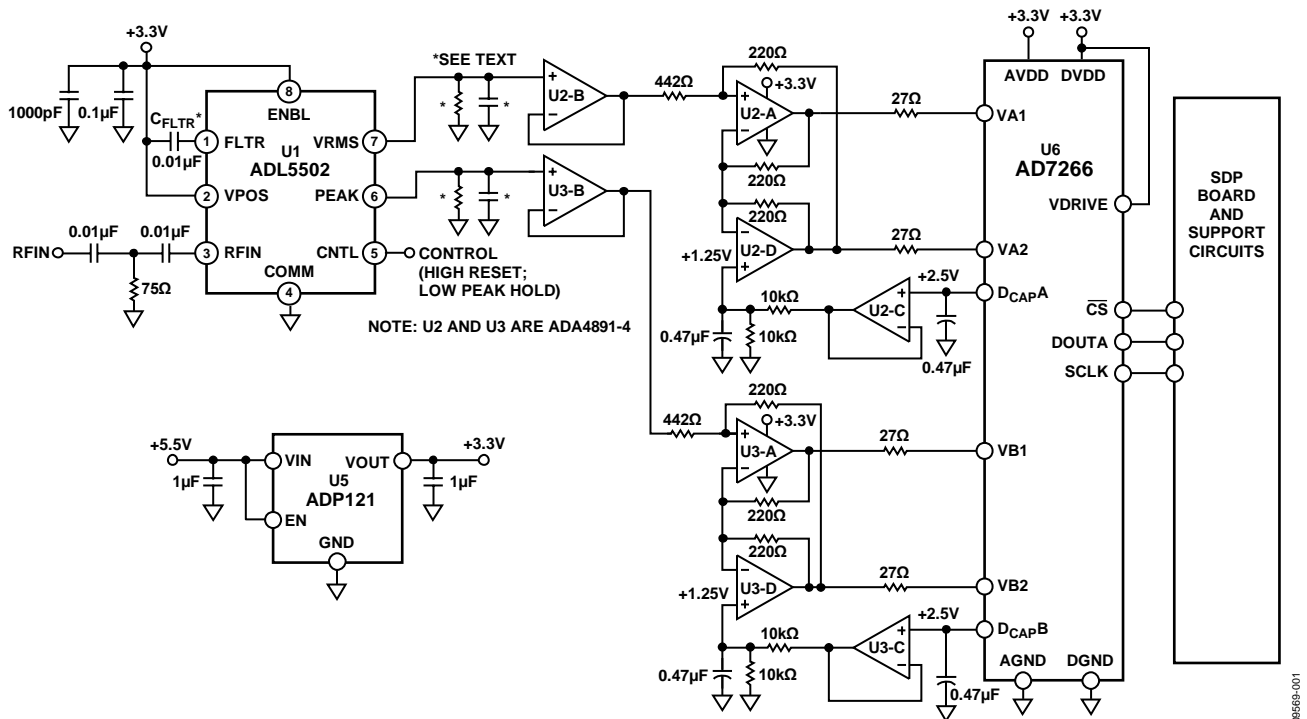 +3.3V
1000pF
0.1µF
C_FLTR*
0.01µF
8
ENBL
1
FLTR
U1
ADL5502
VRMS
7
2
VPOS
PEAK
6
RFIN
0.01µF
0.01µF
3
RFIN
CNTL
5
COMM
4
75Ω
CONTROL
(HIGH RESET;
LOW PEAK HOLD)
NOTE: U2 AND U3 ARE ADA4891-4
*SEE TEXT
*
*
+
U2-B
–
*
*
+
U3-B
–
442Ω
220Ω
+
U2-A
–
+3.3V
220Ω
220Ω
–
U2-D
+
+1.25V
27Ω
27Ω
10kΩ
10kΩ
0.47µF
+
U2-C
–
+2.5V
0.47µF
442Ω
220Ω
+
U3-A
–
+3.3V
220Ω
220Ω
–
U3-D
+
+1.25V
27Ω
27Ω
10kΩ
10kΩ
0.47µF
+
U3-C
–
+2.5V
0.47µF
+3.3V
+3.3V
AVDD
DVDD
VA1
U6
AD7266
VDRIVE
VA2
D_CAP A
CS
DOUTA
SCLK
VB1
VB2
D_CAP B
AGND
DGND
SDP
BOARD
AND
SUPPORT
CIRCUITS
+5.5V
1µF
VIN
VOUT
U5
ADP121
EN
GND
+3.3V
1µF
09569-001